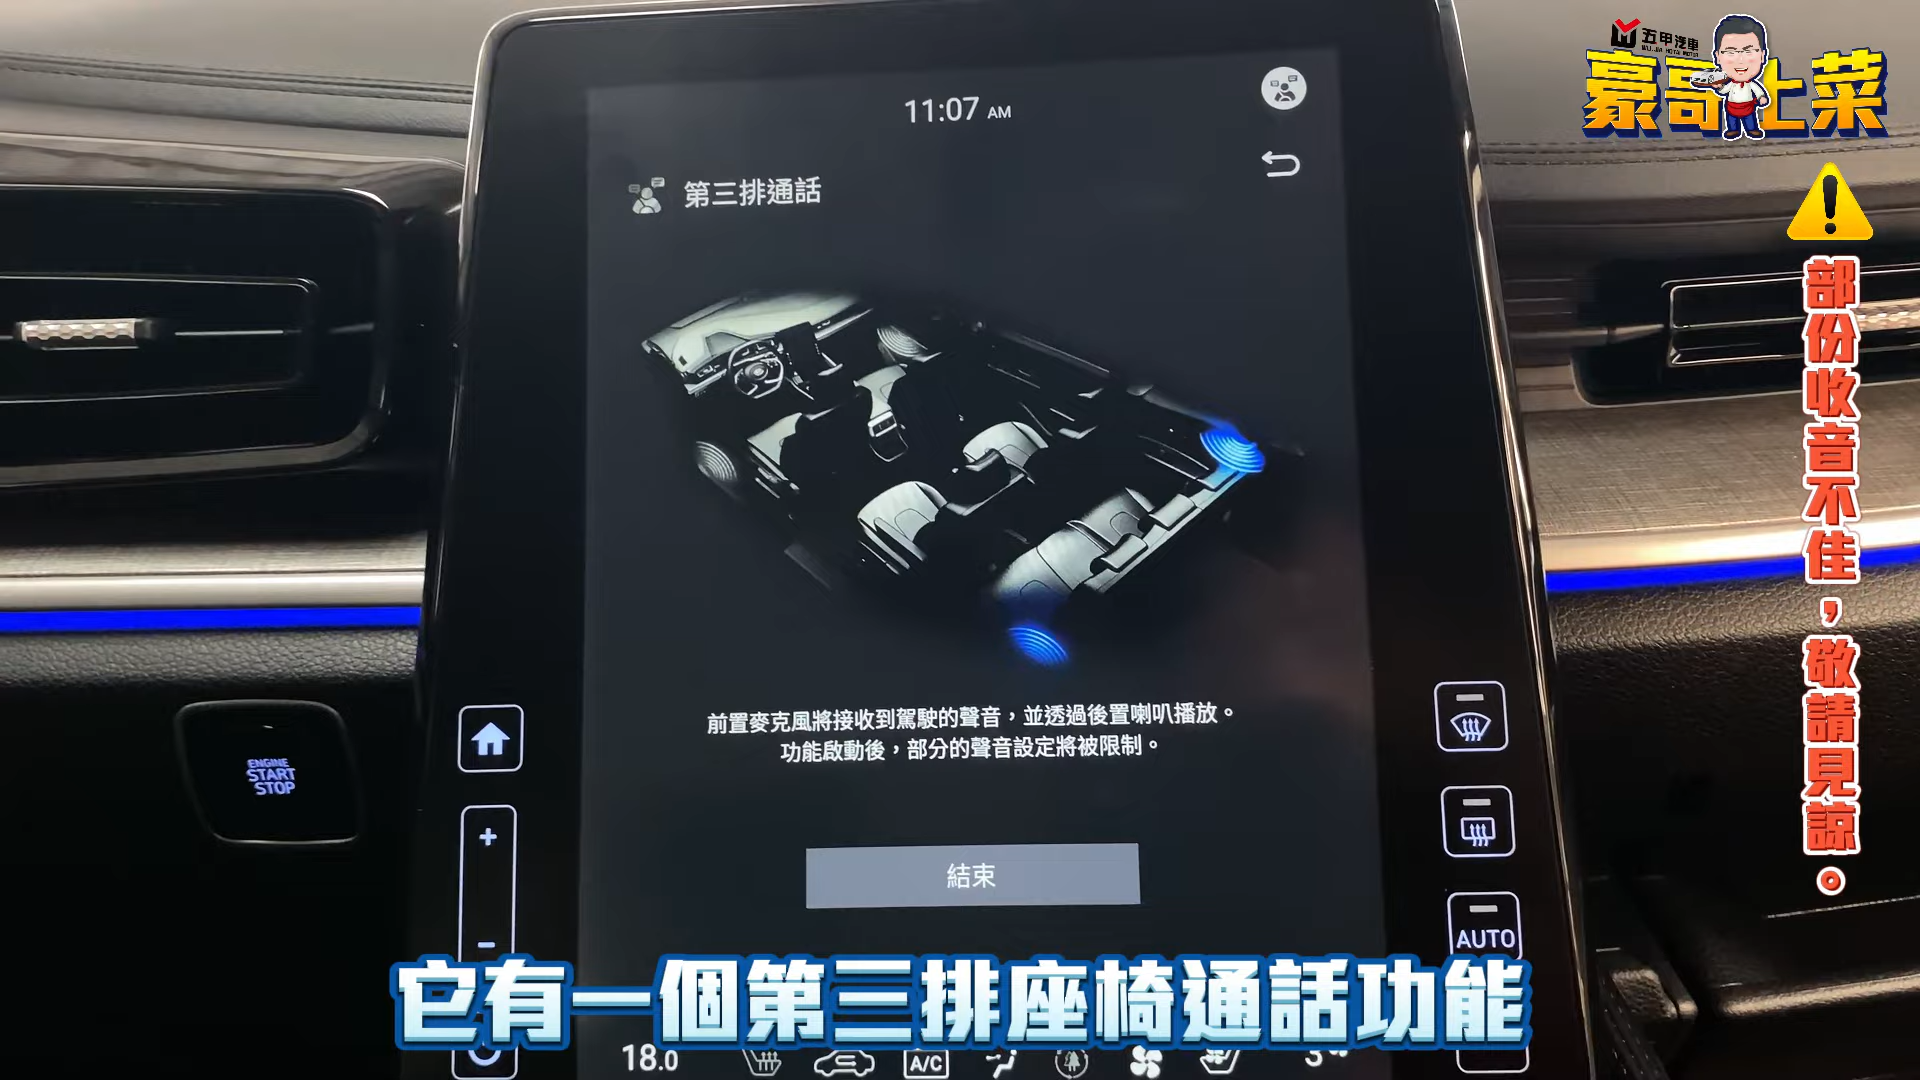 五甲汽車
豪哥上菜
11:07 AM
第三排通話
部份收音不佳，敬請見諒。
前置麥克風將接收到駕駛的聲音，並透過後置喇叭播放。
功能啟動後，部分的聲音設定將被限制。
ENGINE
START
STOP
+
結束
-
AUTO
它有一個第三排座椅通話功能
18.0
A/C